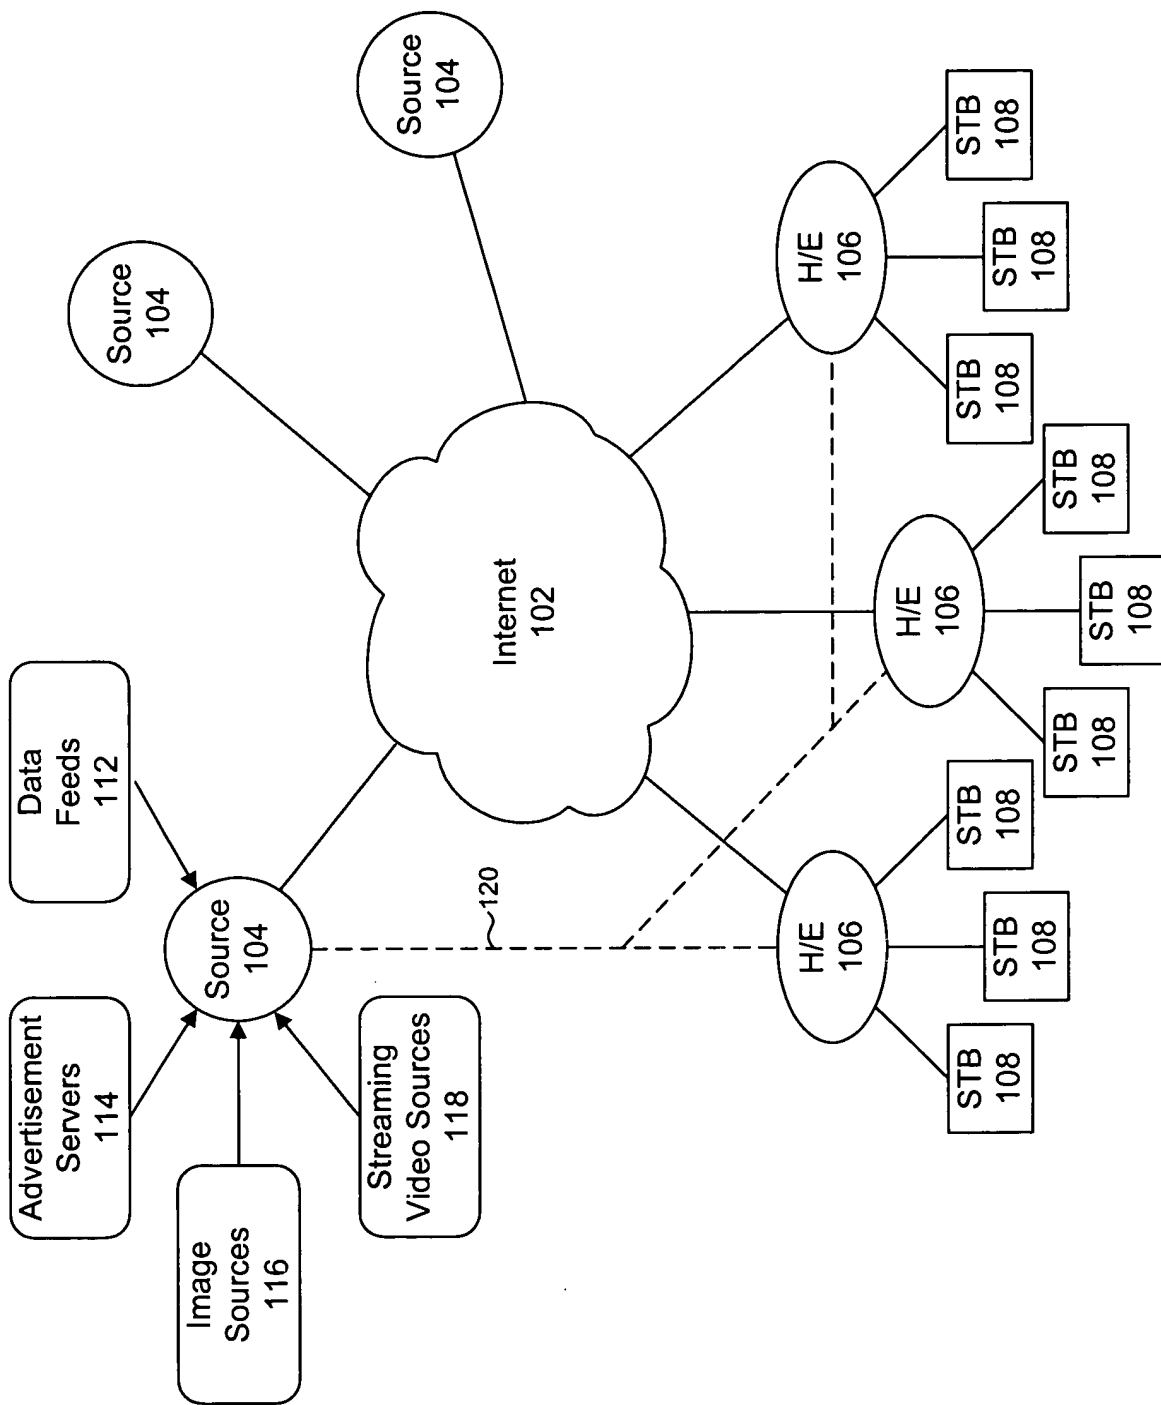 Advertisement
Servers
114
Data
Feeds
112
Image
Sources
116
Streaming
Video Sources
118
Source
104
Source
104
Source
104
120
Internet
102
H/E
106
H/E
106
H/E
106
STB
108
STB
108
STB
108
STB
108
STB
108
STB
108
STB
108
STB
108
STB
108